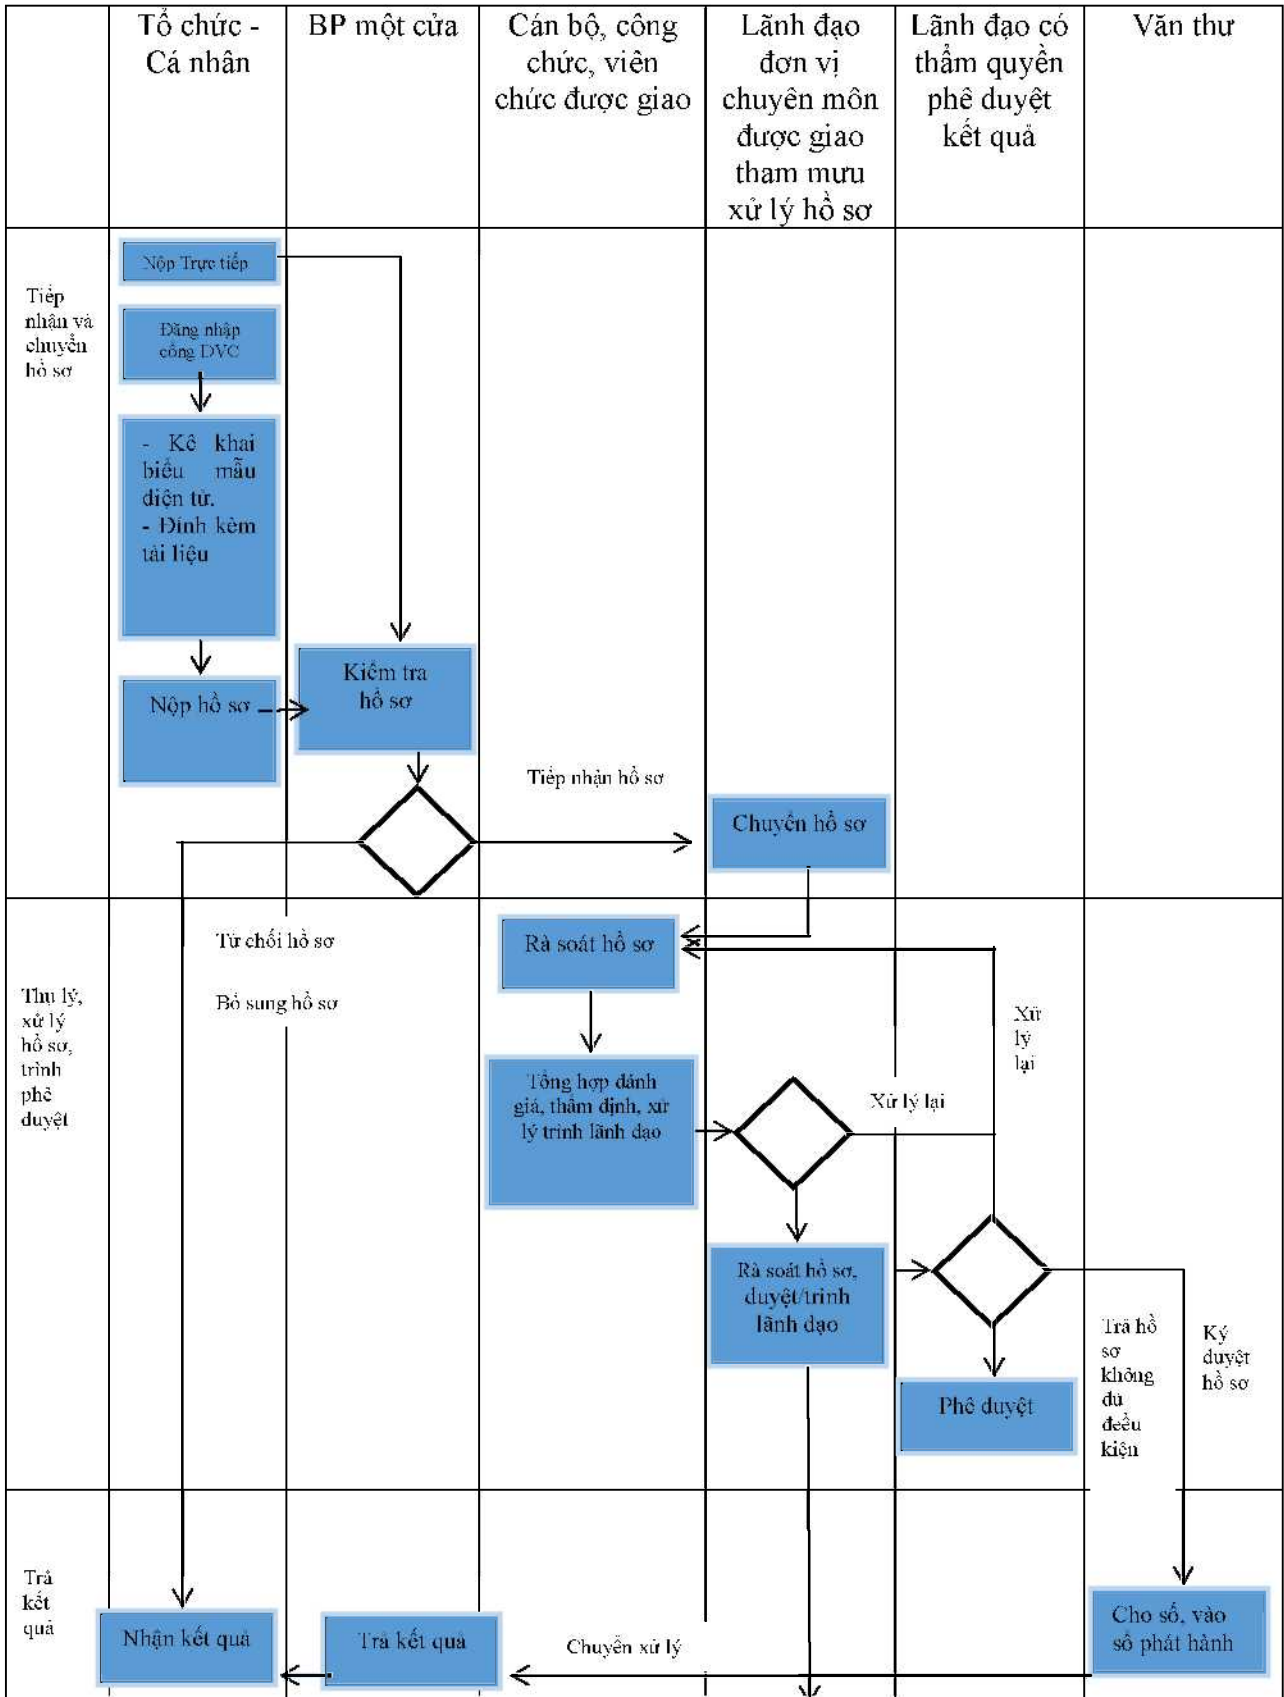 Tổ chức -
Cá nhân
BP một cửa
Cán bộ, công
chức, viên
chức được giao
Lãnh đạo
đơn vị
chuyên môn
được giao
tham mưu
xử lý hồ sơ
Lãnh đạo có
thẩm quyền
phê duyệt
kết quả
Văn thư
Tiếp
nhận và
chuyển
hồ sơ
Nộp Trực tiếp
Đăng nhập
cổng DVC
- Kê khai
biểu mẫu
điện tử.
- Đính kèm
tài liệu
Nộp hồ sơ
Kiểm tra
hồ sơ
Tiếp nhận hồ sơ
Chuyển hồ sơ
Thụ lý,
xử lý
hồ sơ,
trình
phê
duyệt
Từ chối hồ sơ
Bổ sung hồ sơ
Rà soát hồ sơ
Tổng hợp đánh
giá, thẩm định, xử
lý trình lãnh đạo
Xử lý lại
Xử
lý
lại
Rà soát hồ sơ,
duyệt/trình
lãnh đạo
Phê duyệt
Trả hồ
sơ
không
đủ
đeều
kiện
Ký
duyệt
hồ sơ
Trả
kết
quả
Nhận kết quả
Trả kết quả
Chuyển xử lý
Cho số, vào
sổ phát hành